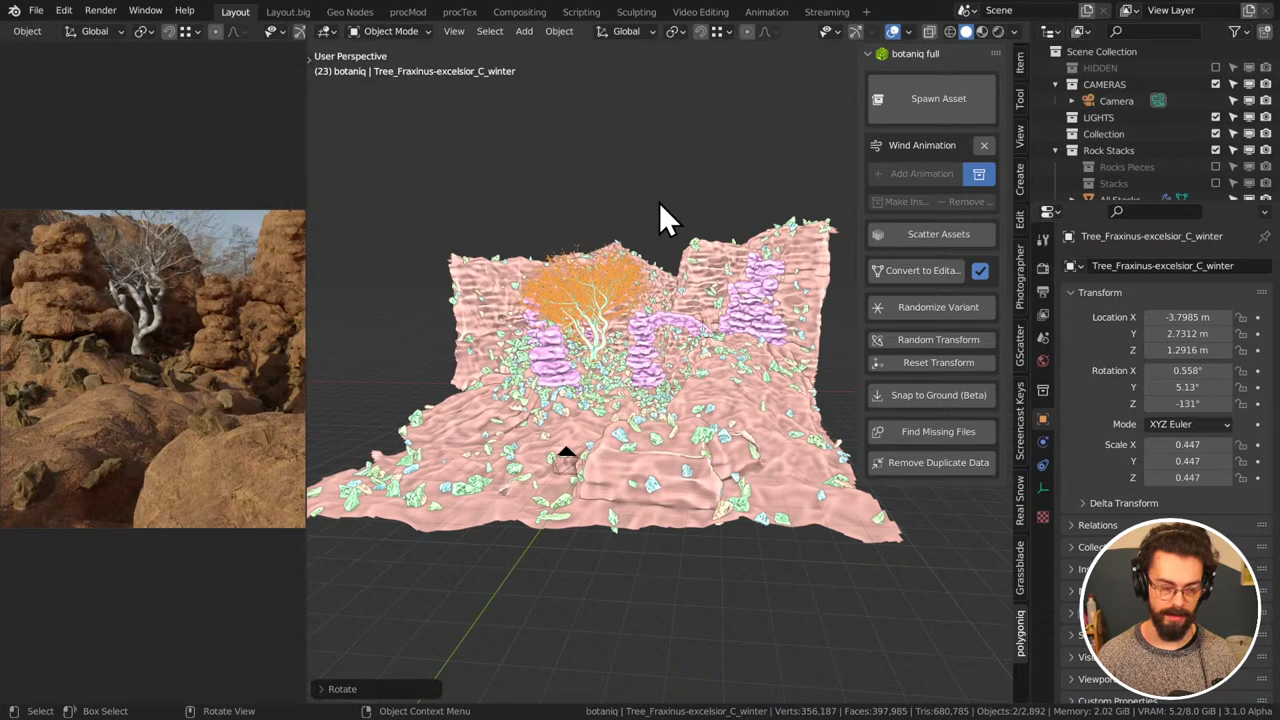 File Edit Render Window Help Layout Layout.big Geo Nodes procMod procTex Compositing Scripting Sculpting Video Editing Animation Streaming + Scene View Layer
Object Global Object Mode View Select Add Object Global
User Perspective
(23) botaniq | Tree_Fraxinus-excelsior_C_winter
botaniq full
Spawn Asset
Wind Animation
Add Animation
Make Ins... Remove ...
Scatter Assets
Convert to Edita...
Randomize Variant
Random Transform
Reset Transform
Snap to Ground (Beta)
Find Missing Files
Remove Duplicate Data
Item
Tool
View
Create
Edit
Photographer
GScatter
Screencast Keys
Real Snow
Grassblade
polygoniq
Scene Collection
HIDDEN
CAMERAS
Camera
LIGHTS
Collection
Rock Stacks
Rocks Pieces
Stacks
Tree_Fraxinus-excelsior_C_winter
Tree_Fraxinus-excelsior_C_winter
Transform
Location X -3.7985 m
Y 2.7312 m
Z 1.2916 m
Rotation X 0.558°
Y 5.13°
Z -131°
Mode XYZ Euler
Scale X 0.447
Y 0.447
Z 0.447
Delta Transform
Relations
Rotate
Select Box Select Rotate View Object Context Menu botaniq | Tree_Fraxinus-excelsior_C_winter | Verts:356,187 | Faces:397,985 | Tris:680,785 | Objects:2/2,892 | Memory: 2.02 GiB | VRAM: 5.2/8.0 GiB | 3.1.0 Alpha